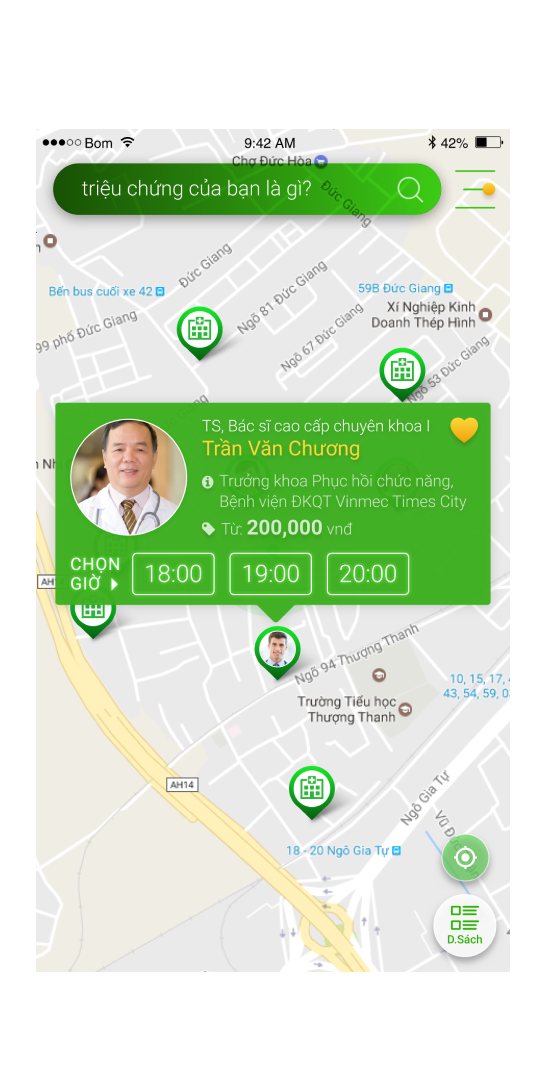 Bom
9:42 AM
42%
Chợ Đức Hòa
triệu chứng của bạn là gì?
Đức Giang
Đức Giang
Bến bus cuối xe 42
Ngõ 81 Đức Giang
59B Đức Giang
Xí Nghiệp Kinh
Doanh Thép Hình
99 phố Đức Giang
Ngõ 67 Đức Giang
Ngõ 53 Đức Giang
TS, Bác sĩ cao cấp chuyên khoa I
Trần Văn Chương
Trưởng khoa Phục hồi chức năng,
Bệnh viện ĐKQT Vinmec Times City
Từ: 200,000 vnđ
CHỌN
GIỜ
18:00
19:00
20:00
AH
Ngõ 94 Thượng Thanh
10, 15, 17,
43, 54, 59, 0
Trường Tiểu học
Thượng Thanh
AH14
Ngô Gia Tự
18 - 20 Ngô Gia Tự
D.Sách